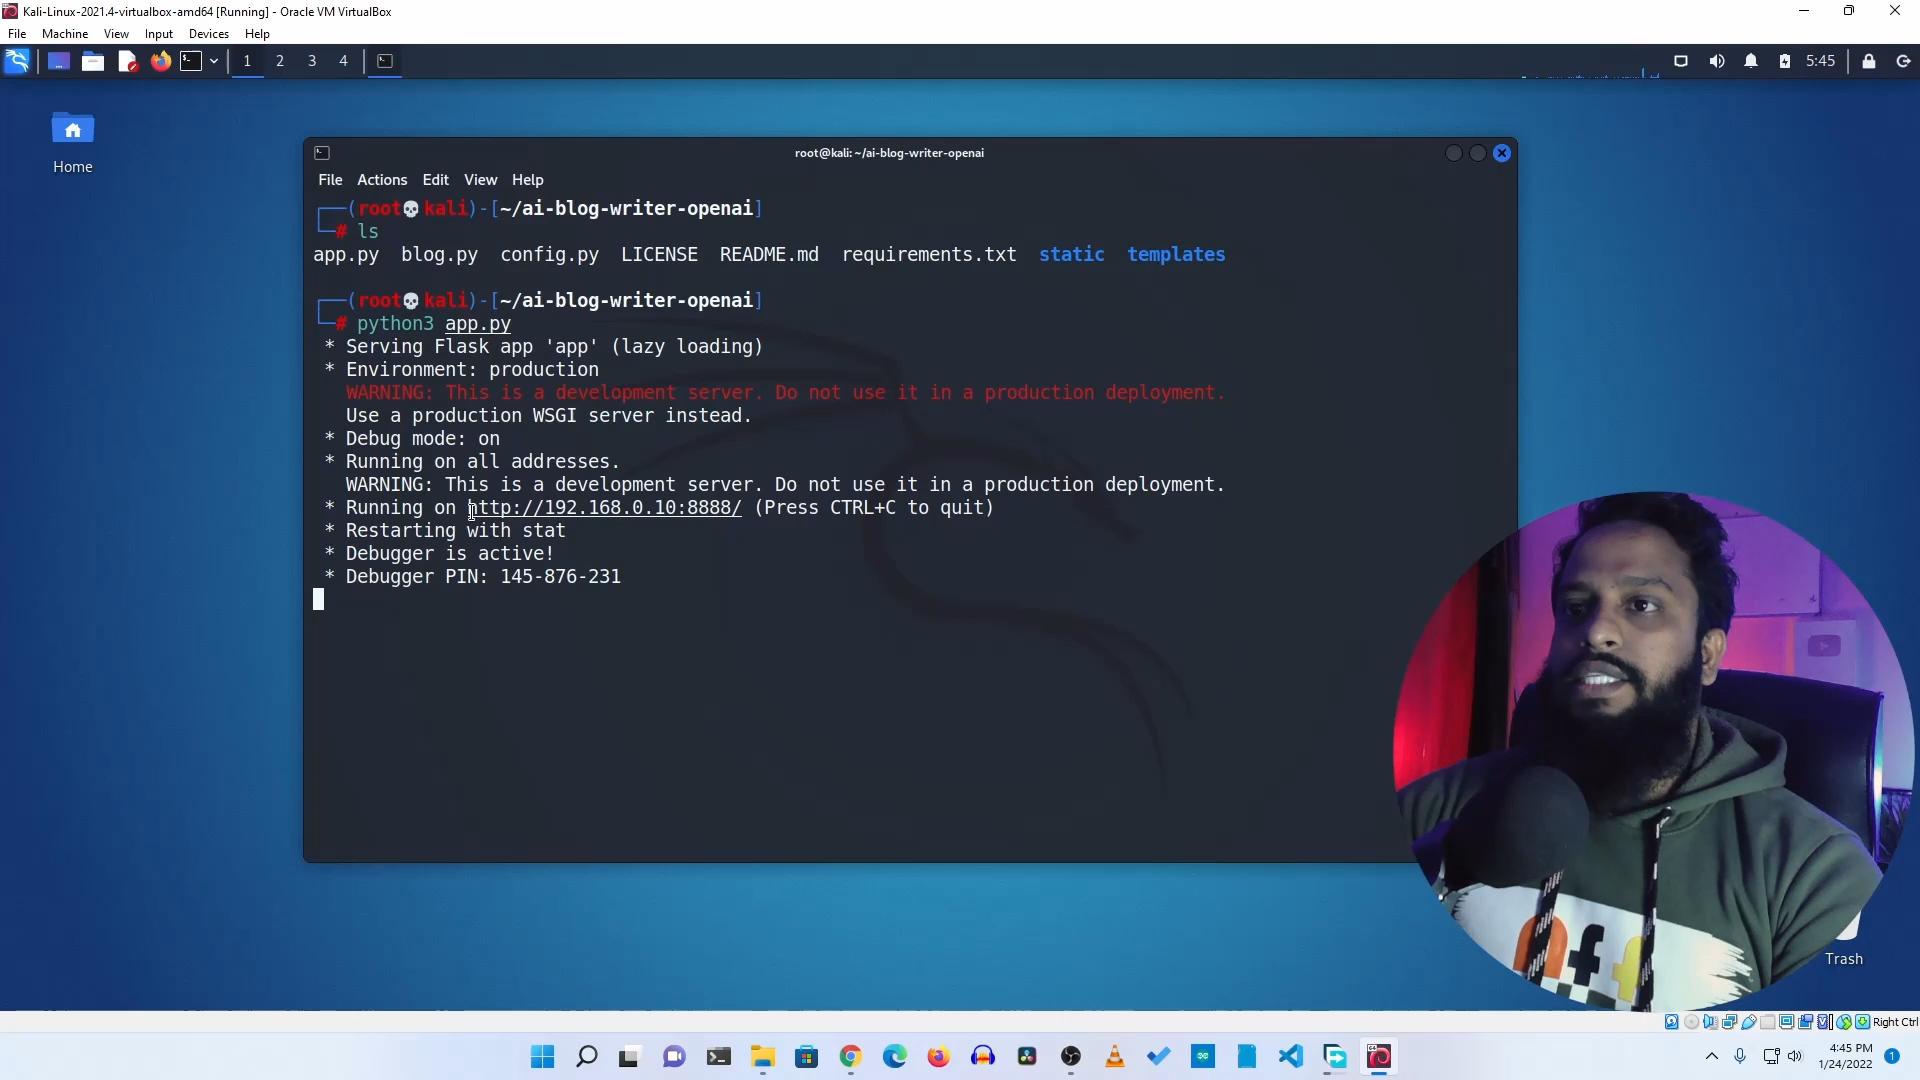 Kali-Linux-2021.4-virtualbox-amd64 [Running] - Oracle VM VirtualBox
File Machine View Input Devices Help
1 2 3 4
5:45
Home
root@kali: ~/ai-blog-writer-openai
File Actions Edit View Help
(root💀kali)-[~/ai-blog-writer-openai]
# ls
app.py blog.py config.py LICENSE README.md requirements.txt static templates
(root💀kali)-[~/ai-blog-writer-openai]
# python3 app.py
* Serving Flask app 'app' (lazy loading)
* Environment: production
WARNING: This is a development server. Do not use it in a production deployment.
Use a production WSGI server instead.
* Debug mode: on
* Running on all addresses.
WARNING: This is a development server. Do not use it in a production deployment.
* Running on http://192.168.0.10:8888/ (Press CTRL+C to quit)
* Restarting with stat
* Debugger is active!
* Debugger PIN: 145-876-231
Trash
Right Ctrl
4:45 PM
1/24/2022
1